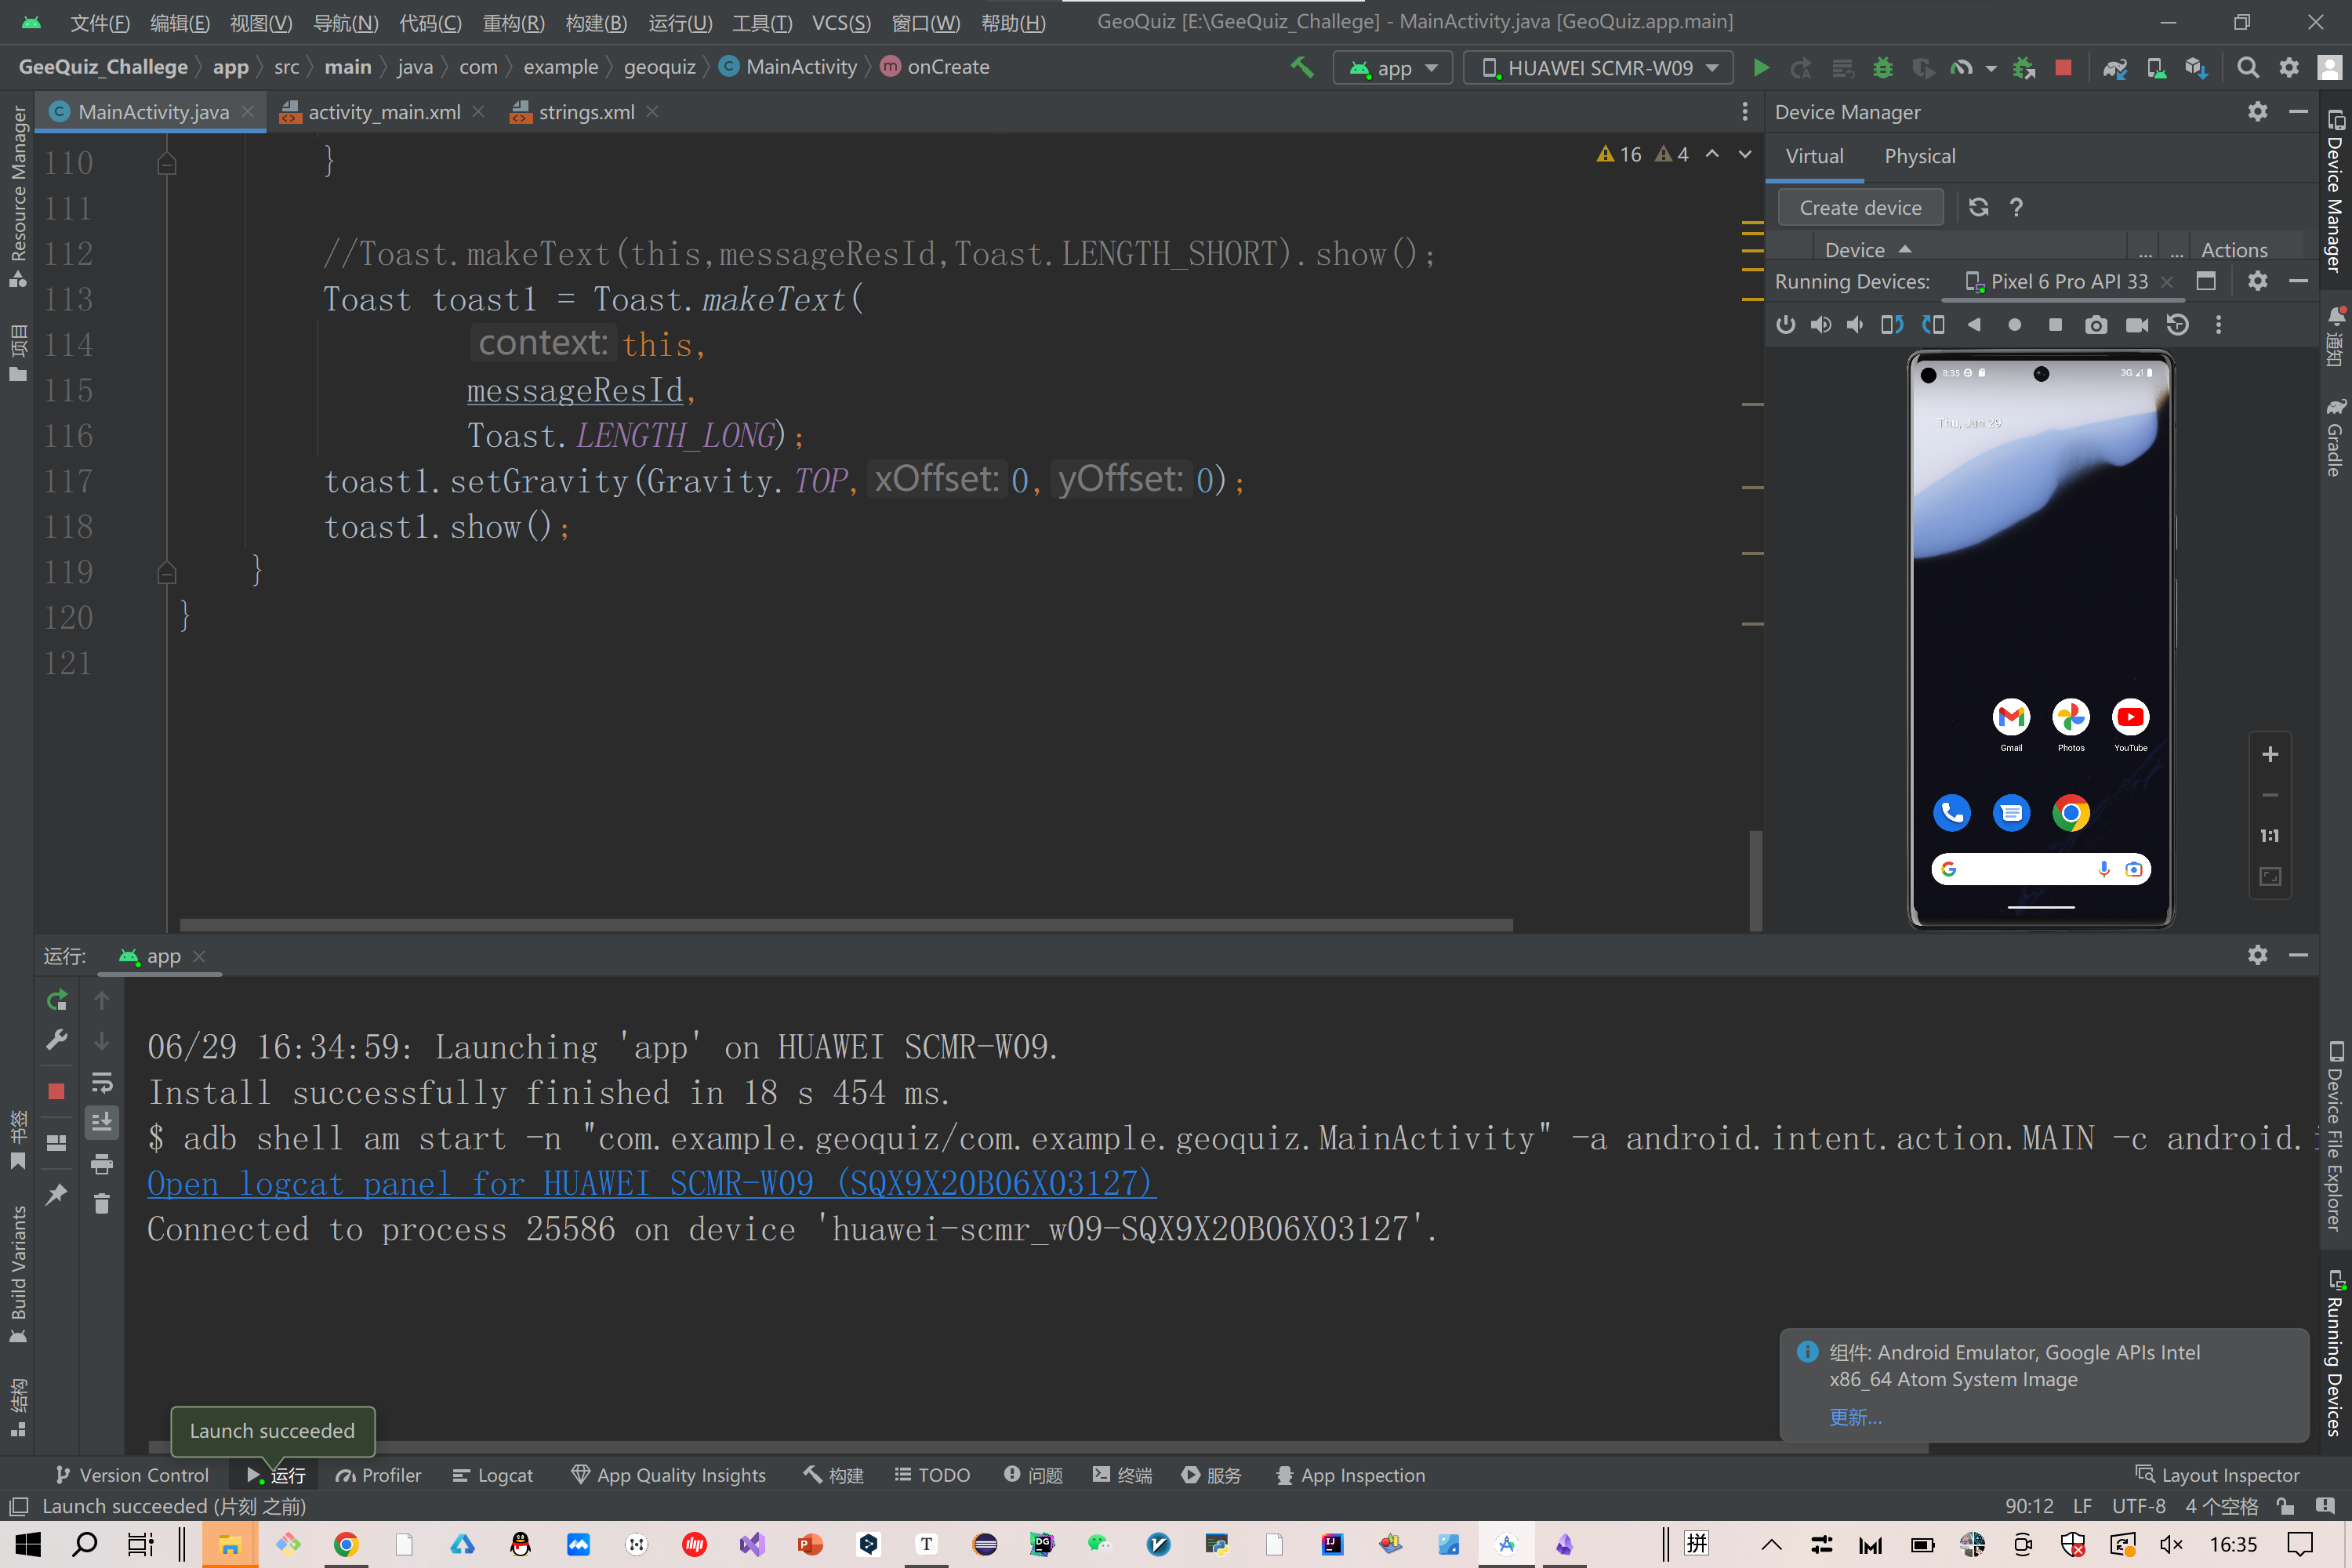 文件(F) 编辑(E) 视图(V) 导航(N) 代码(C) 重构(R) 构建(B) 运行(U) 工具(T) VCS(S) 窗口(W) 帮助(H) GeoQuiz [E:\GeeQuiz_Challege] - MainActivity.java [GeoQuiz.app.main]
GeeQuiz_Challege app src main java com example geoquiz MainActivity onCreate app HUAWEI SCMR-W09
MainActivity.java activity_main.xml strings.xml
16 4
110 }
111
112 //Toast.makeText(this,messageResId,Toast.LENGTH_SHORT).show();
113 Toast toast1 = Toast.makeText(
114 context: this,
115 messageResId,
116 Toast.LENGTH_LONG);
117 toast1.setGravity(Gravity.TOP, xOffset: 0, yOffset: 0);
118 toast1.show();
119 }
120 }
121
Device Manager
Virtual Physical
Create device
Device ... ... Actions
Running Devices: Pixel 6 Pro API 33
8:35 3G
Thu, Jun 29
Gmail Photos YouTube
1:1
Resource Manager
项目
书签
Build Variants
结构
Device Manager
通知
Gradle
Device File Explorer
Running Devices
运行: app
06/29 16:34:59: Launching 'app' on HUAWEI SCMR-W09.
Install successfully finished in 18 s 454 ms.
$ adb shell am start -n "com.example.geoquiz/com.example.geoquiz.MainActivity" -a android.intent.action.MAIN -c android.i
Open logcat panel for HUAWEI SCMR-W09 (SQX9X20B06X03127)
Connected to process 25586 on device 'huawei-scmr_w09-SQX9X20B06X03127'.
组件: Android Emulator, Google APIs Intel
x86_64 Atom System Image
更新...
Launch succeeded
Version Control 运行 Profiler Logcat App Quality Insights 构建 TODO 问题 终端 服务 App Inspection Layout Inspector
Launch succeeded (片刻 之前) 90:12 LF UTF-8 4 个空格
拼 16:35